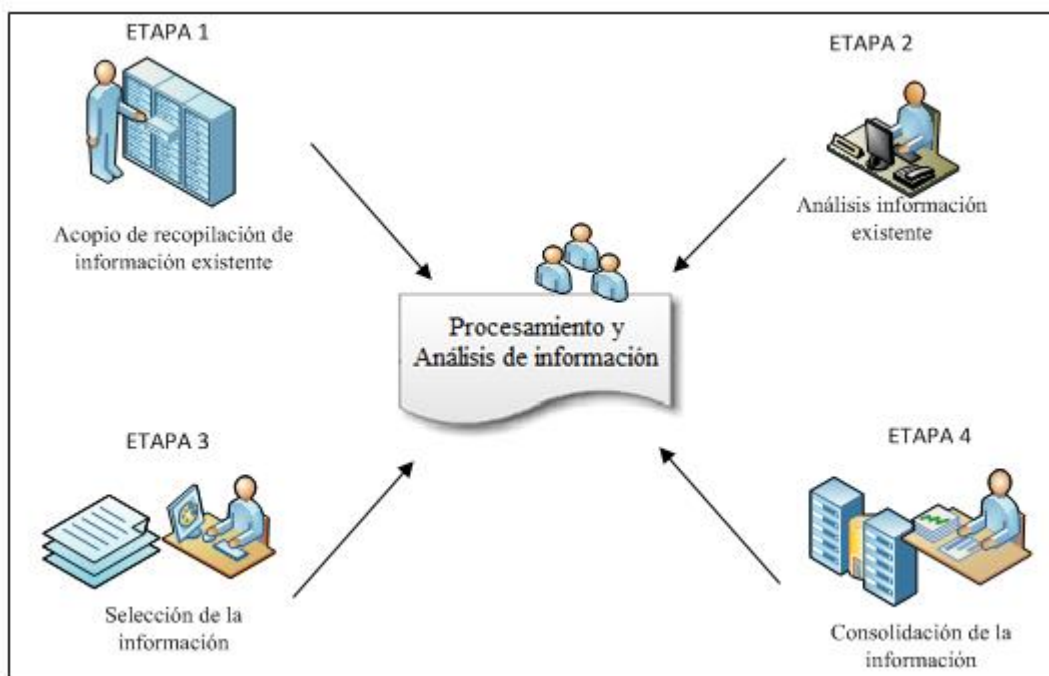 ETAPA 1
Acopio de recopilación de
información existente
ETAPA 2
Análisis información
existente
Procesamiento y
Análisis de información
ETAPA 3
Selección de la
información
ETAPA 4
Consolidación de la
información